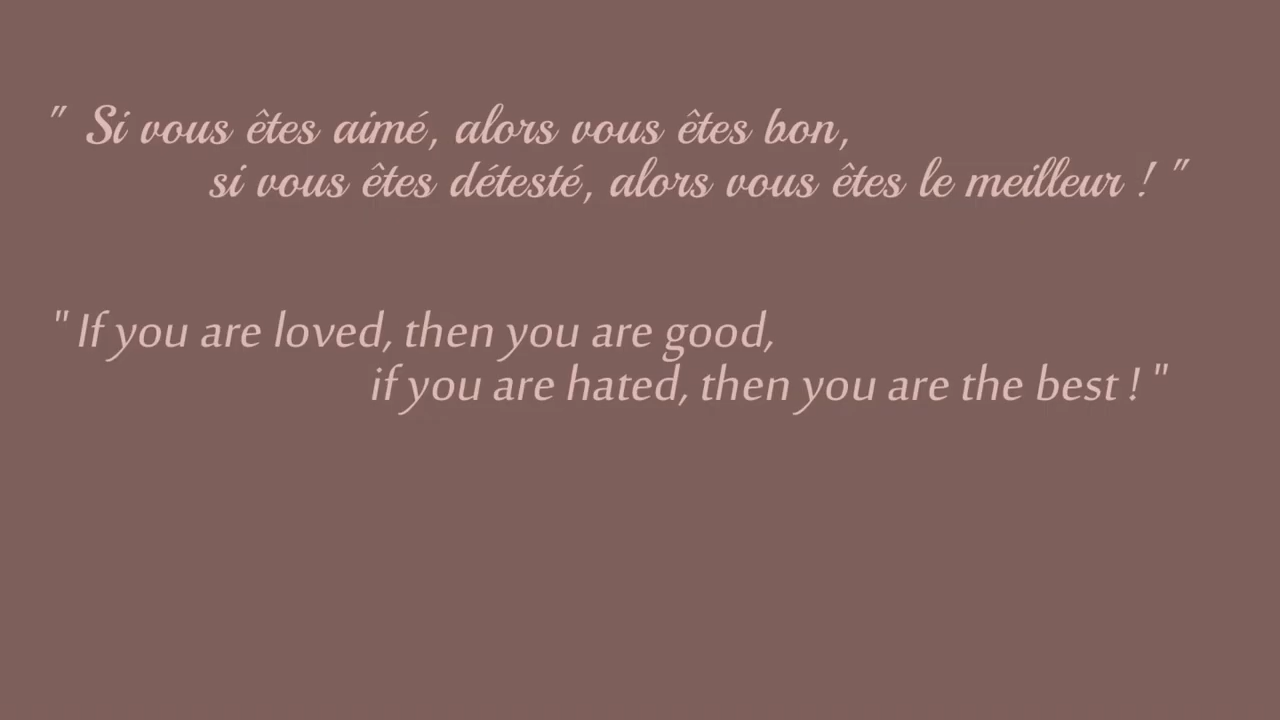 " Si vous êtes aimé, alors vous êtes bon,
si vous êtes détesté, alors vous êtes le meilleur ! "
" If you are loved, then you are good,
if you are hated, then you are the best ! "